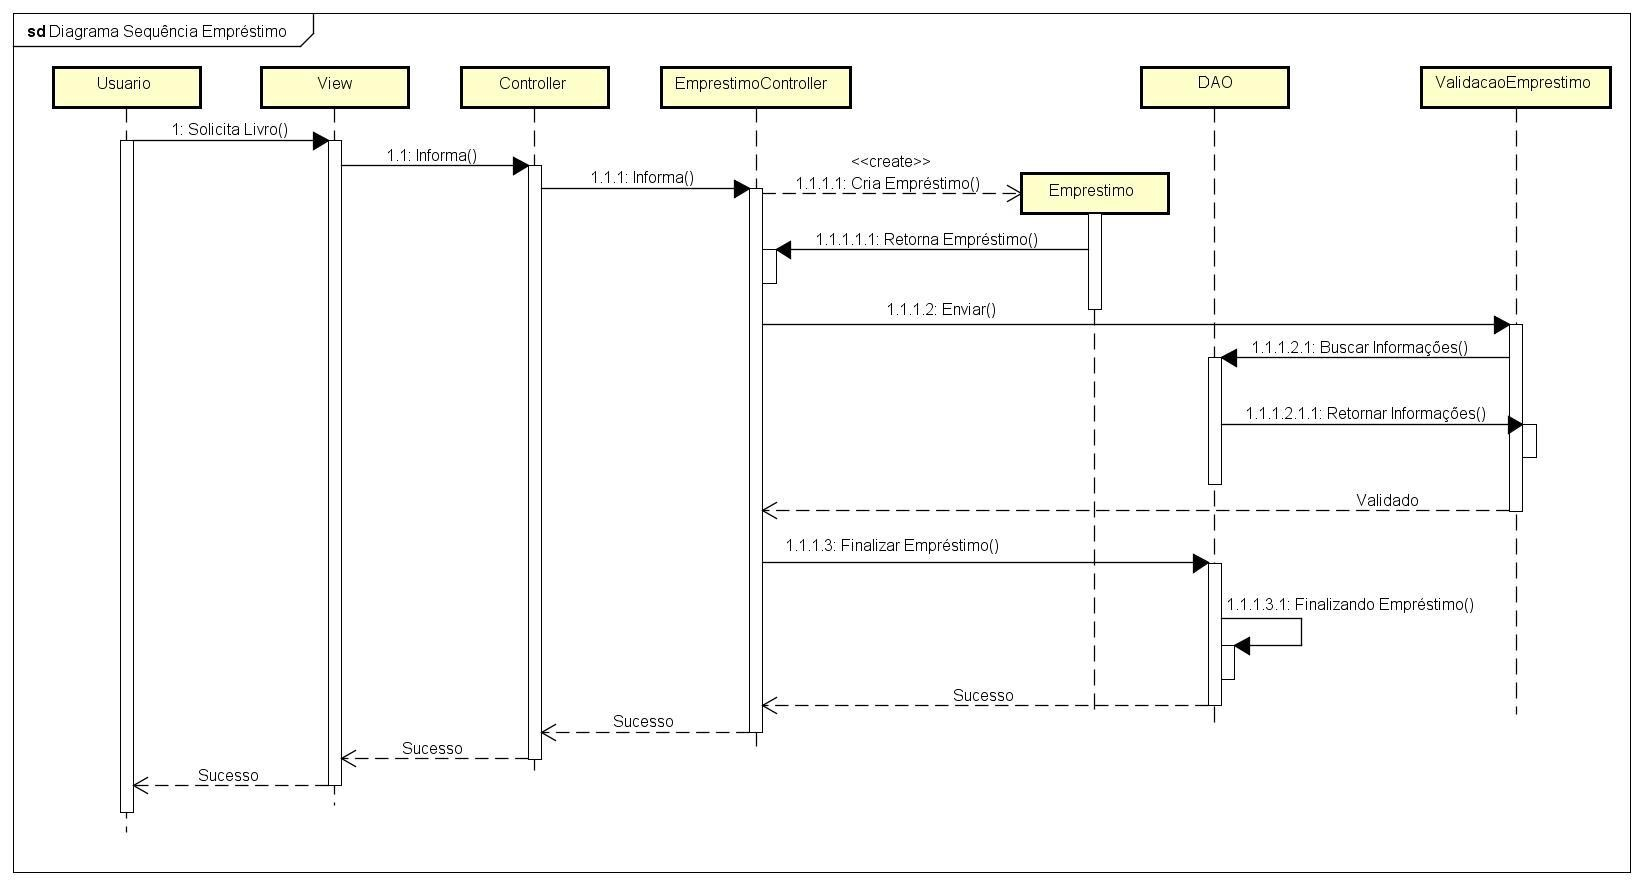 sd Diagrama Sequência Empréstimo
Usuario
View
Controller
EmprestimoController
DAO
ValidacaoEmprestimo
1: Solicita Livro()
1.1: Informa()
<<create>>
1.1.1: Informa()
1.1.1.1: Cria Empréstimo()
Emprestimo
1.1.1.1.1: Retorna Empréstimo()
1.1.1.2: Enviar()
1.1.1.2.1: Buscar Informações()
1.1.1.2.1.1: Retornar Informações()
Validado
1.1.1.3: Finalizar Empréstimo()
1.1.1.3.1: Finalizando Empréstimo()
Sucesso
Sucesso
Sucesso
Sucesso